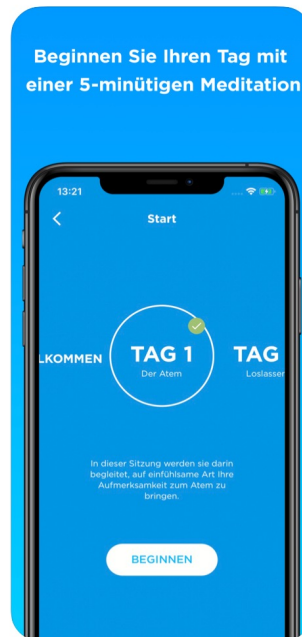 Beginnen Sie Ihren Tag mit
einer 5-minütigen Meditation
13:21
Start
LKOMMEN
TAG 1
TAG
Der Atem
Loslassen
In dieser Sitzung werden sie darin
begleitet, auf einfühlsame Art Ihre
Aufmerksamkeit zum Atem zu
bringen.
BEGINNEN